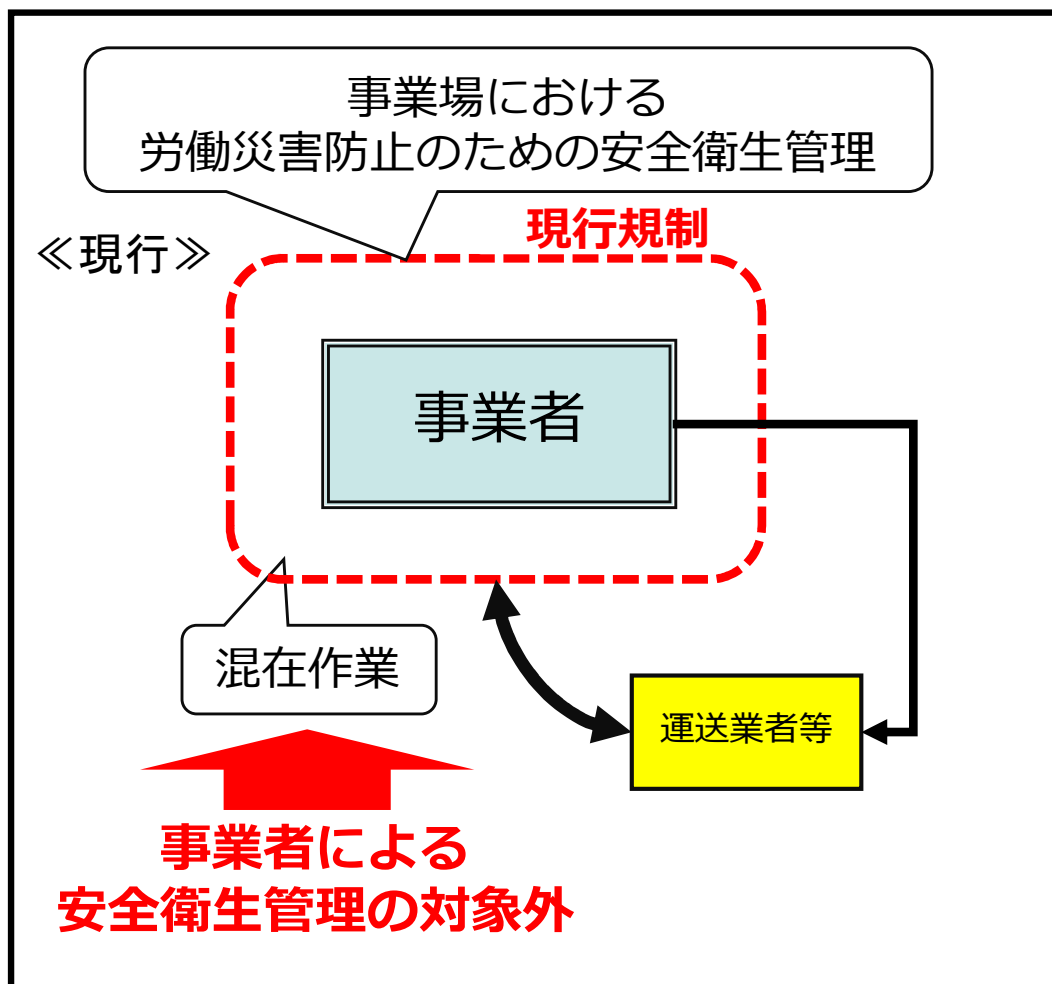 事業場における
労働災害防止のための安全衛生管理
現行規制
≪現行≫
事業者
混在作業
運送業者等
事業者による
安全衛生管理の対象外